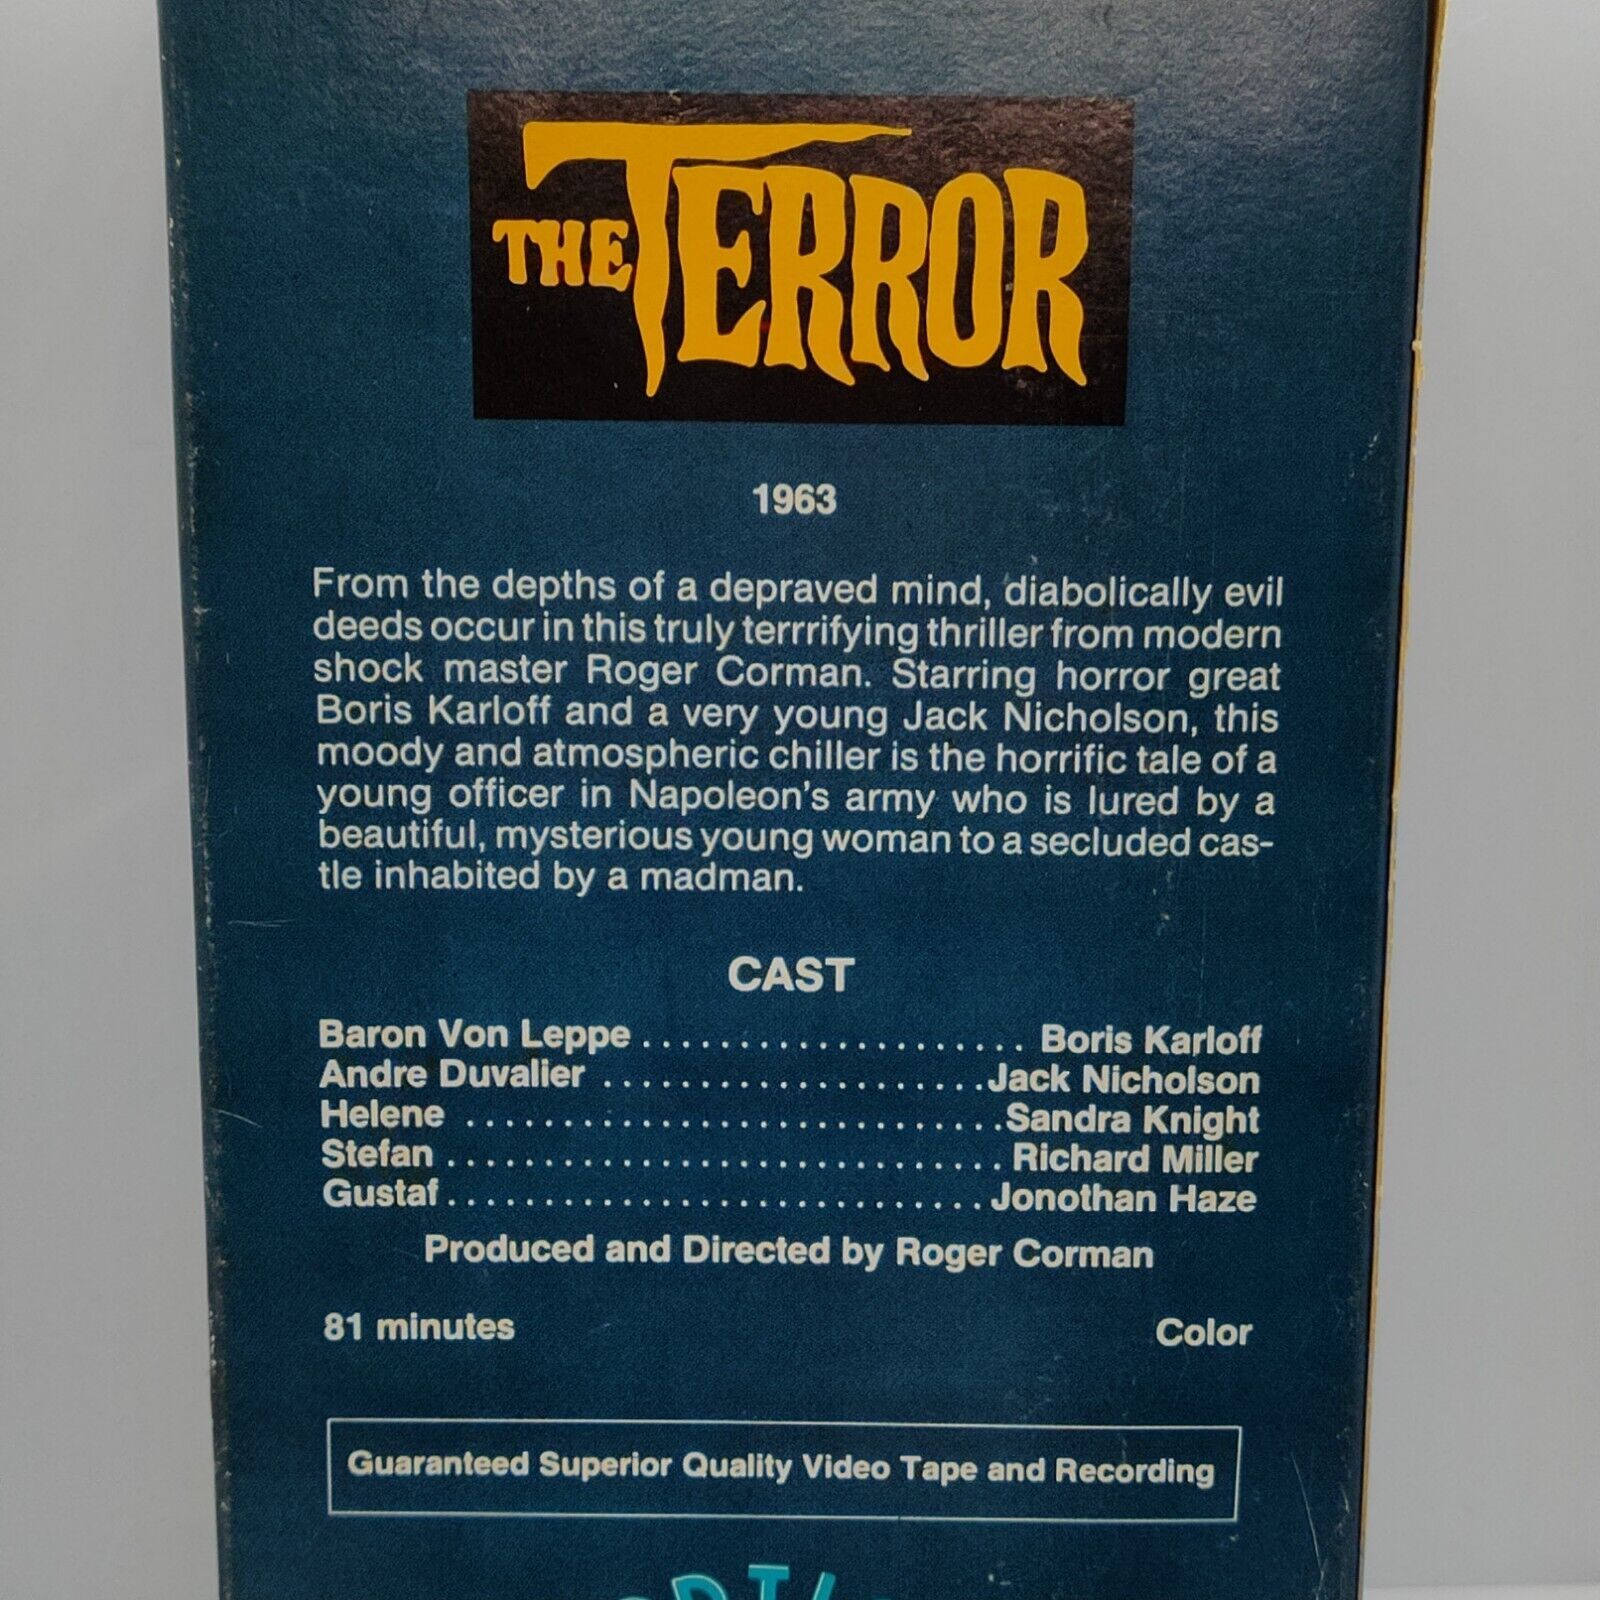 THE TERROR
1963
From the depths of a depraved mind, diabolically evil
deeds occur in this truly terrrifying thriller from modern
shock master Roger Corman. Starring horror great
Boris Karloff and a very young Jack Nicholson, this
moody and atmospheric chiller is the horrific tale of a
young officer in Napoleon's army who is lured by a
beautiful, mysterious young woman to a secluded cas-
tle inhabited by a madman.
CAST
Baron Von Leppe .................... Boris Karloff
Andre Duvalier ....................Jack Nicholson
Helene ............................Sandra Knight
Stefan ............................. Richard Miller
Gustaf ............................Jonothan Haze
Produced and Directed by Roger Corman
81 minutes Color
Guaranteed Superior Quality Video Tape and Recording